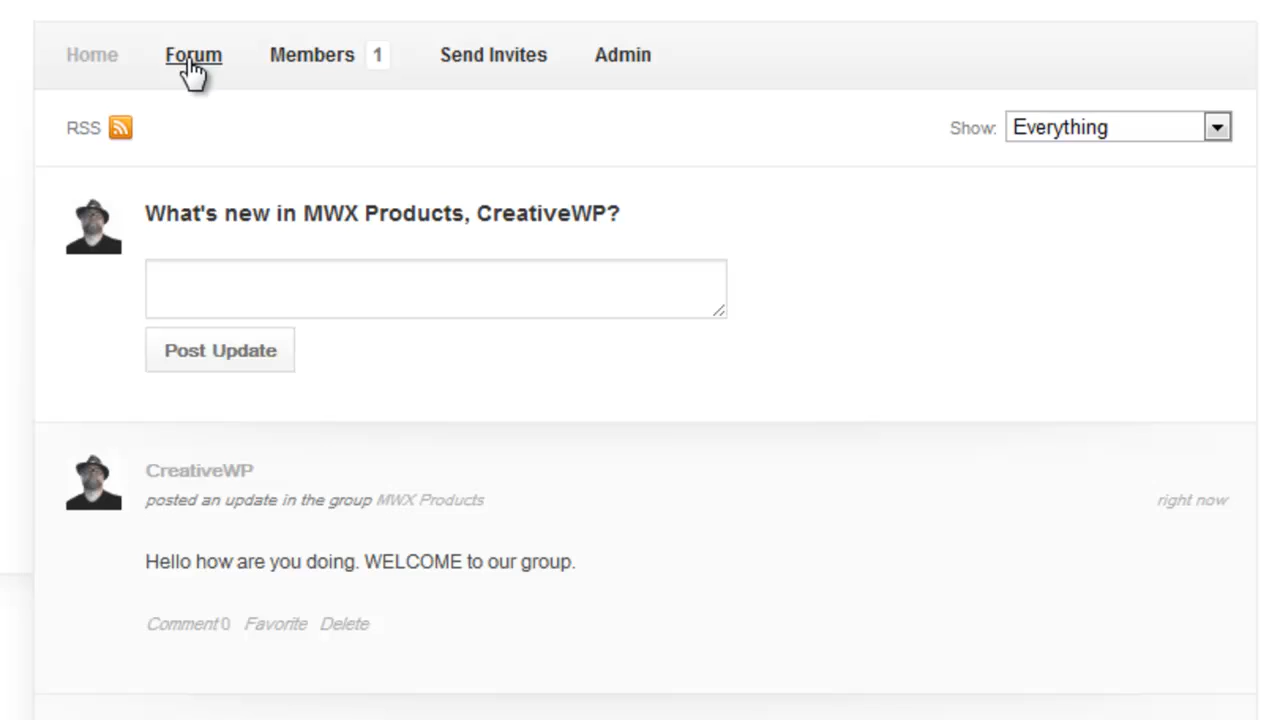 Home Forum Members 1 Send Invites Admin
RSS Show: Everything
What's new in MWX Products, CreativeWP?
Post Update
CreativeWP
posted an update in the group MWX Products right now
Hello how are you doing. WELCOME to our group.
Comment 0 Favorite Delete